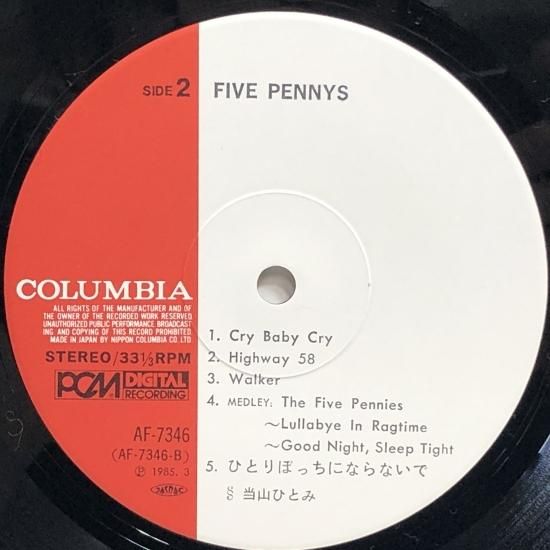 SIDE 2
FIVE PENNYS
COLUMBIA
ALL RIGHTS OF THE MANUFACTURER AND OF
THE OWNER OF THE RECORDED WORK RESERVED
UNAUTHORIZED PUBLIC PERFORMANCE BROADCAST
ING AND COPYING OF THIS RECORD PROHIBITED.
MADE IN JAPAN BY NIPPON COLUMBIA CO. LTD
STEREO/33⅓RPM
PCM DIGITAL
RECORDING
AF-7346
(AF-7346-B)
Ⓟ 1985. 3
JASRAC
1. Cry Baby Cry
2. Highway 58
3. Walker
4. MEDLEY: The Five Pennies
～Lullabye In Ragtime
～Good Night, Sleep Tight
5. ひとりぼっちにならないで
§ 当山ひとみ